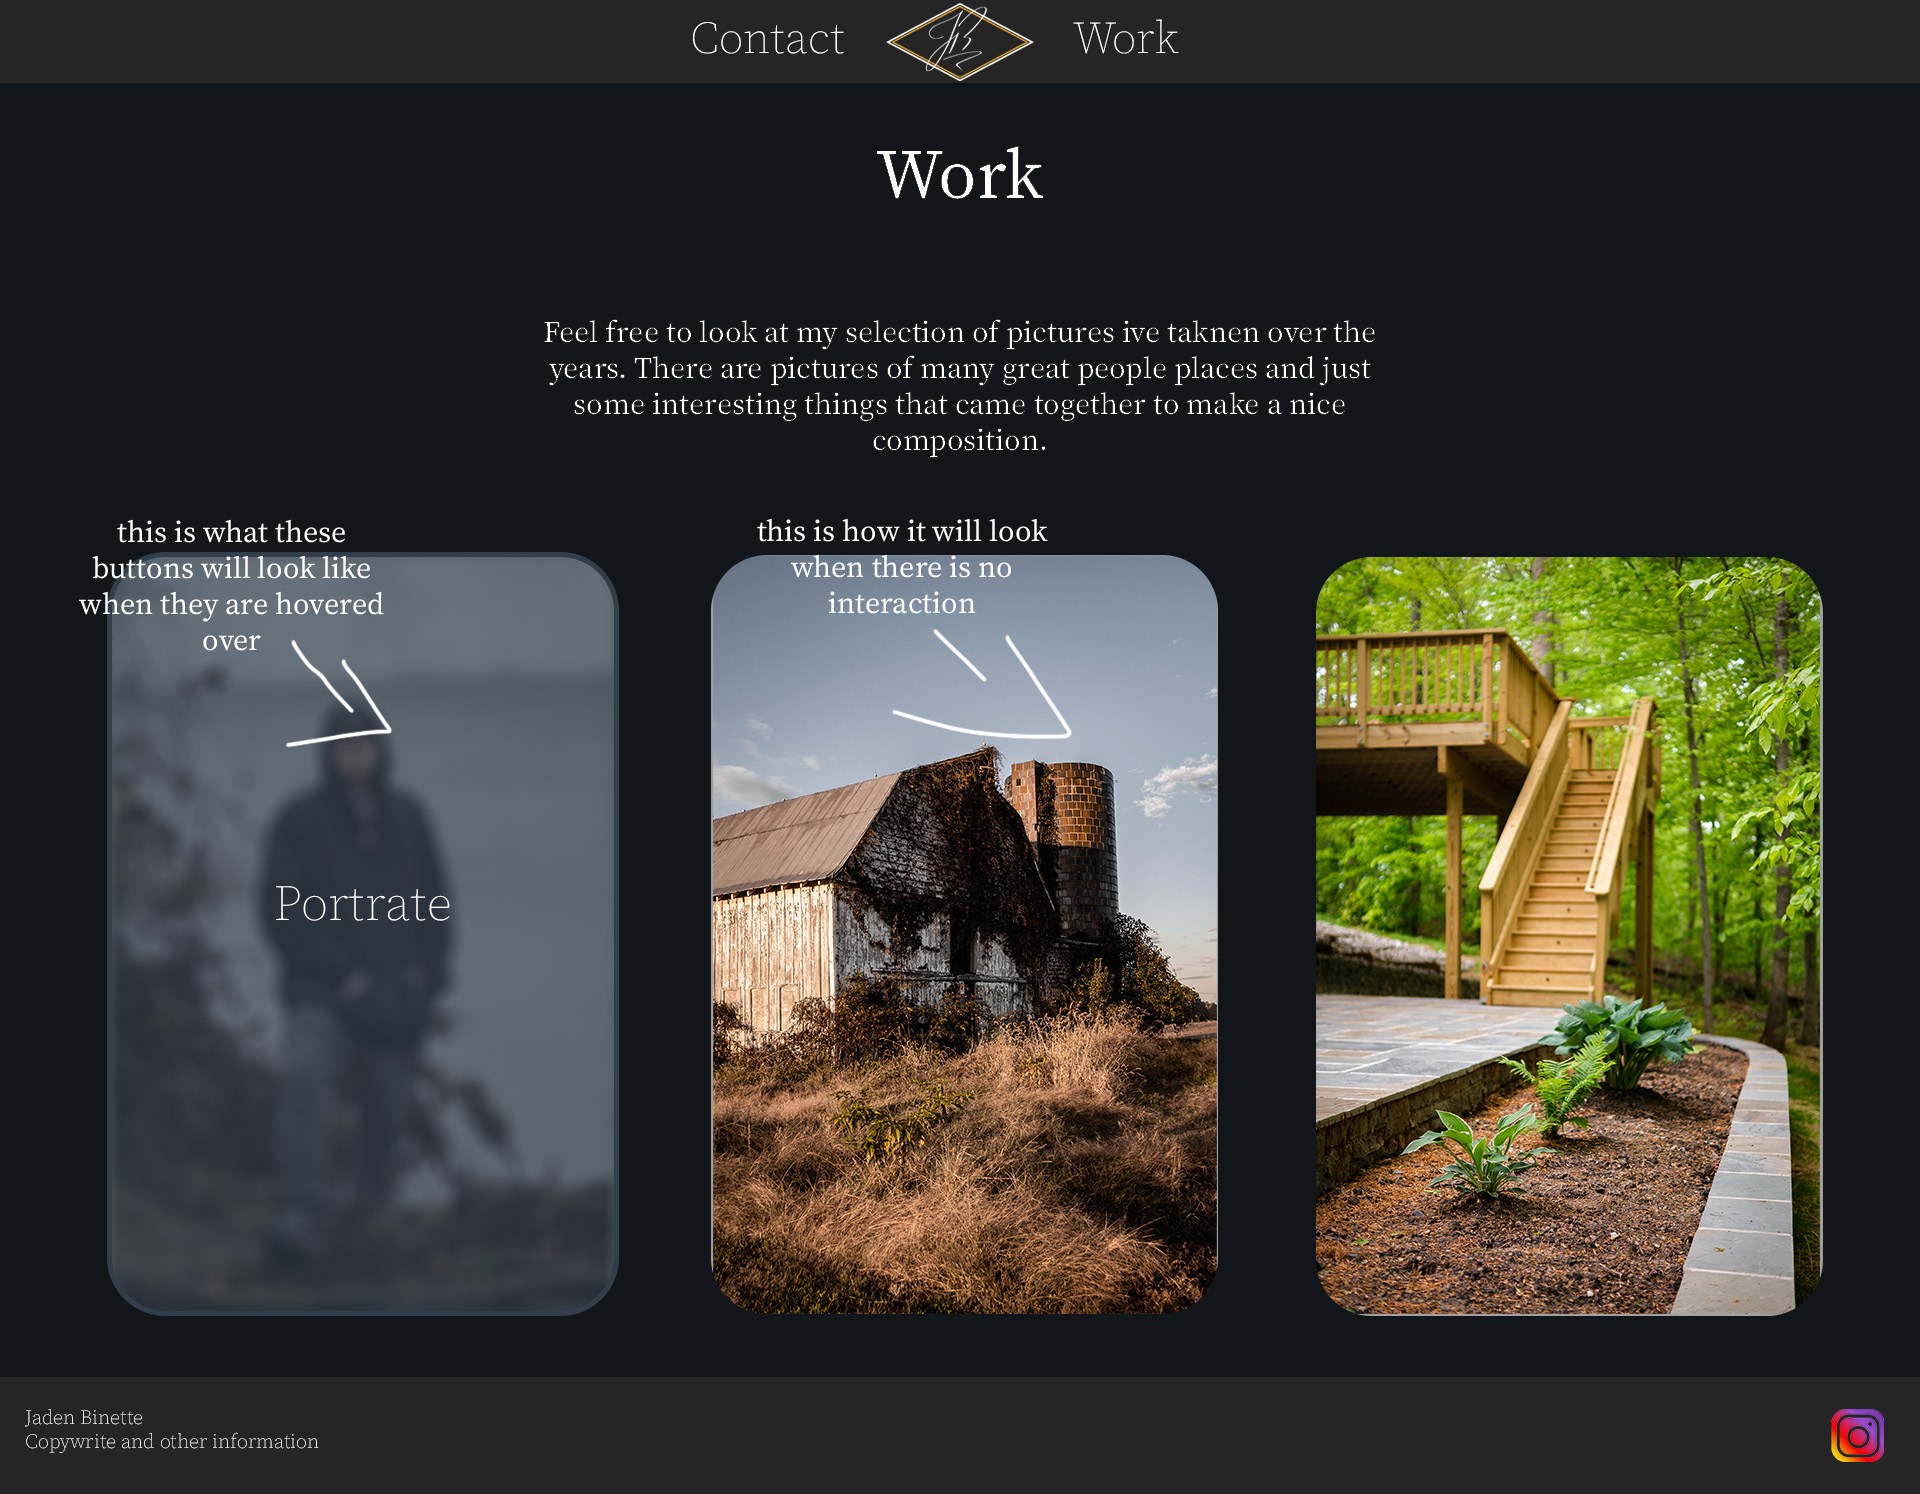 Contact
Work
Work
Feel free to look at my selection of pictures ive taknen over the
years. There are pictures of many great people places and just
some interesting things that came together to make a nice
composition.
this is what these
buttons will look like
when they are hovered
over
this is how it will look
when there is no
interaction
Portrate
Jaden Binette
Copywrite and other information